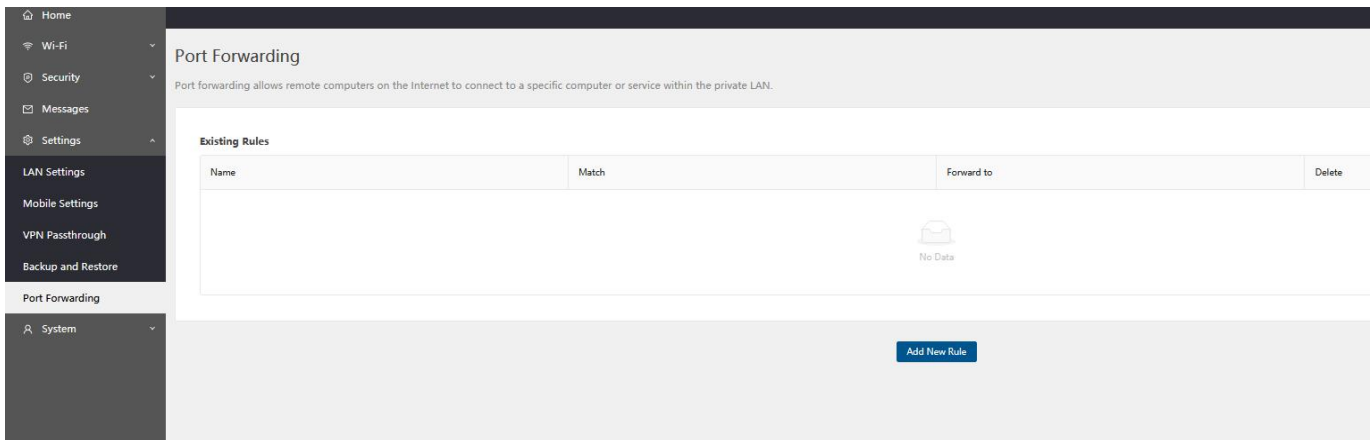 Home
Wi-Fi
Security
Messages
Settings
LAN Settings
Mobile Settings
VPN Passthrough
Backup and Restore
Port Forwarding
System
Port Forwarding
Port forwarding allows remote computers on the Internet to connect to a specific computer or service within the private LAN.
Existing Rules
Name Match Forward to Delete
No Data
Add New Rule